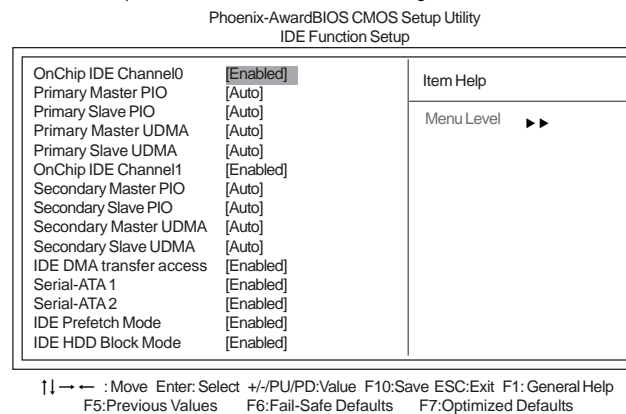 Phoenix-AwardBIOS CMOS Setup Utility
IDE Function Setup
OnChip IDE Channel0 [Enabled]
Primary Master PIO [Auto]
Primary Slave PIO [Auto]
Primary Master UDMA [Auto]
Primary Slave UDMA [Auto]
OnChip IDE Channel1 [Enabled]
Secondary Master PIO [Auto]
Secondary Slave PIO [Auto]
Secondary Master UDMA [Auto]
Secondary Slave UDMA [Auto]
IDE DMA transfer access [Enabled]
Serial-ATA 1 [Enabled]
Serial-ATA 2 [Enabled]
IDE Prefetch Mode [Enabled]
IDE HDD Block Mode [Enabled]
Item Help
Menu Level ►►
↑↓→← : Move Enter: Select +/-/PU/PD:Value F10:Save ESC:Exit F1: General Help
F5:Previous Values F6:Fail-Safe Defaults F7:Optimized Defaults